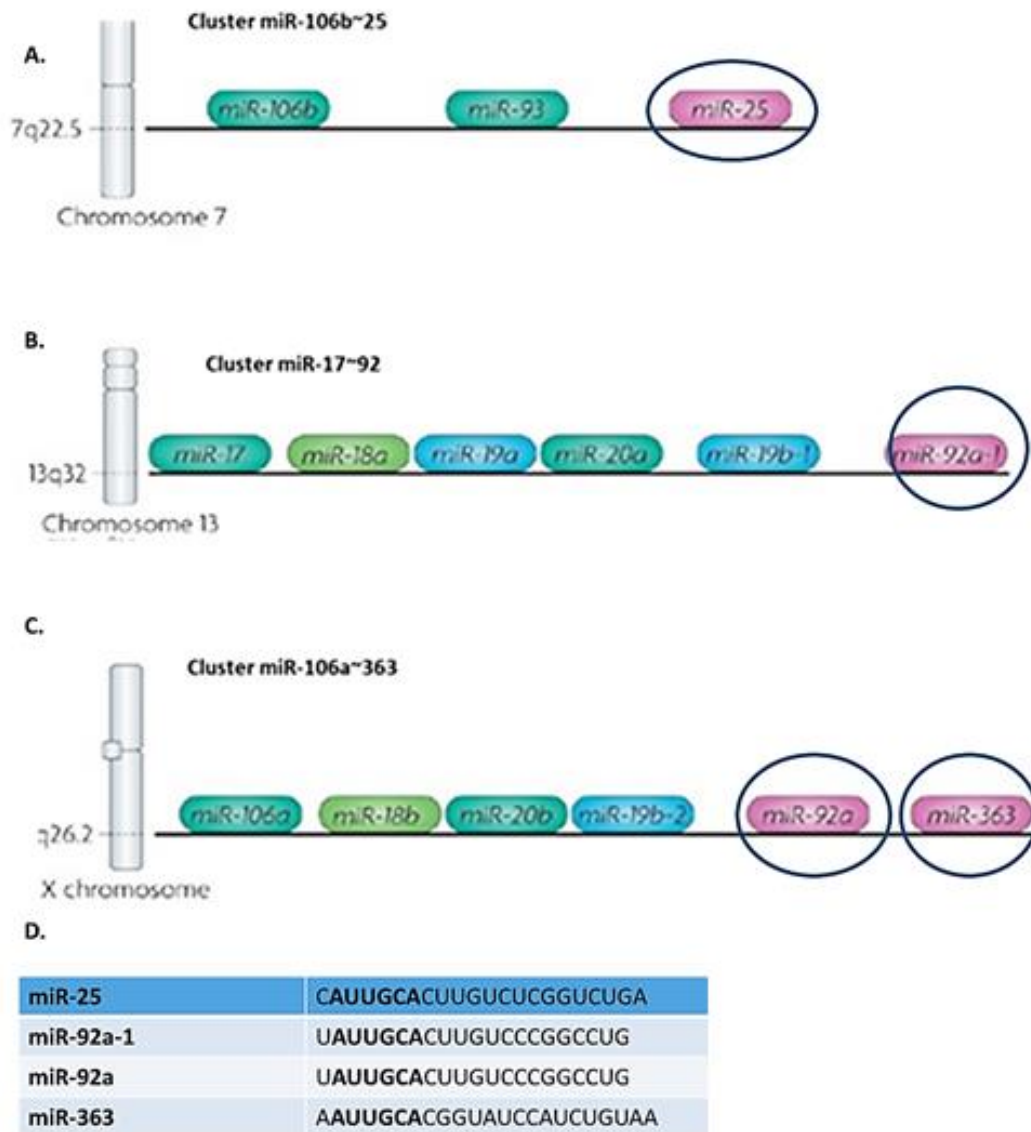 Cluster miR-106b~25
A.
miR-106b miR-93 miR-25
7q22.5
Chromosome 7
B.
Cluster miR-17~92
miR-17 miR-18a miR-19a miR-20a miR-19b-1 miR-92a-1
13q32
Chromosome 13
C.
Cluster miR-106a~363
miR-106a miR-18b miR-20b miR-19b-2 miR-92a miR-363
q26.2
X chromosome
D.
miR-25 CAUUGCACUUGUCUCGGUCUGA
miR-92a-1 UAUUGCACUUGUCCCGGCCUG
miR-92a UAUUGCACUUGUCCCGGCCUG
miR-363 AAUUGCACGGUAUCCAUCUGUAA